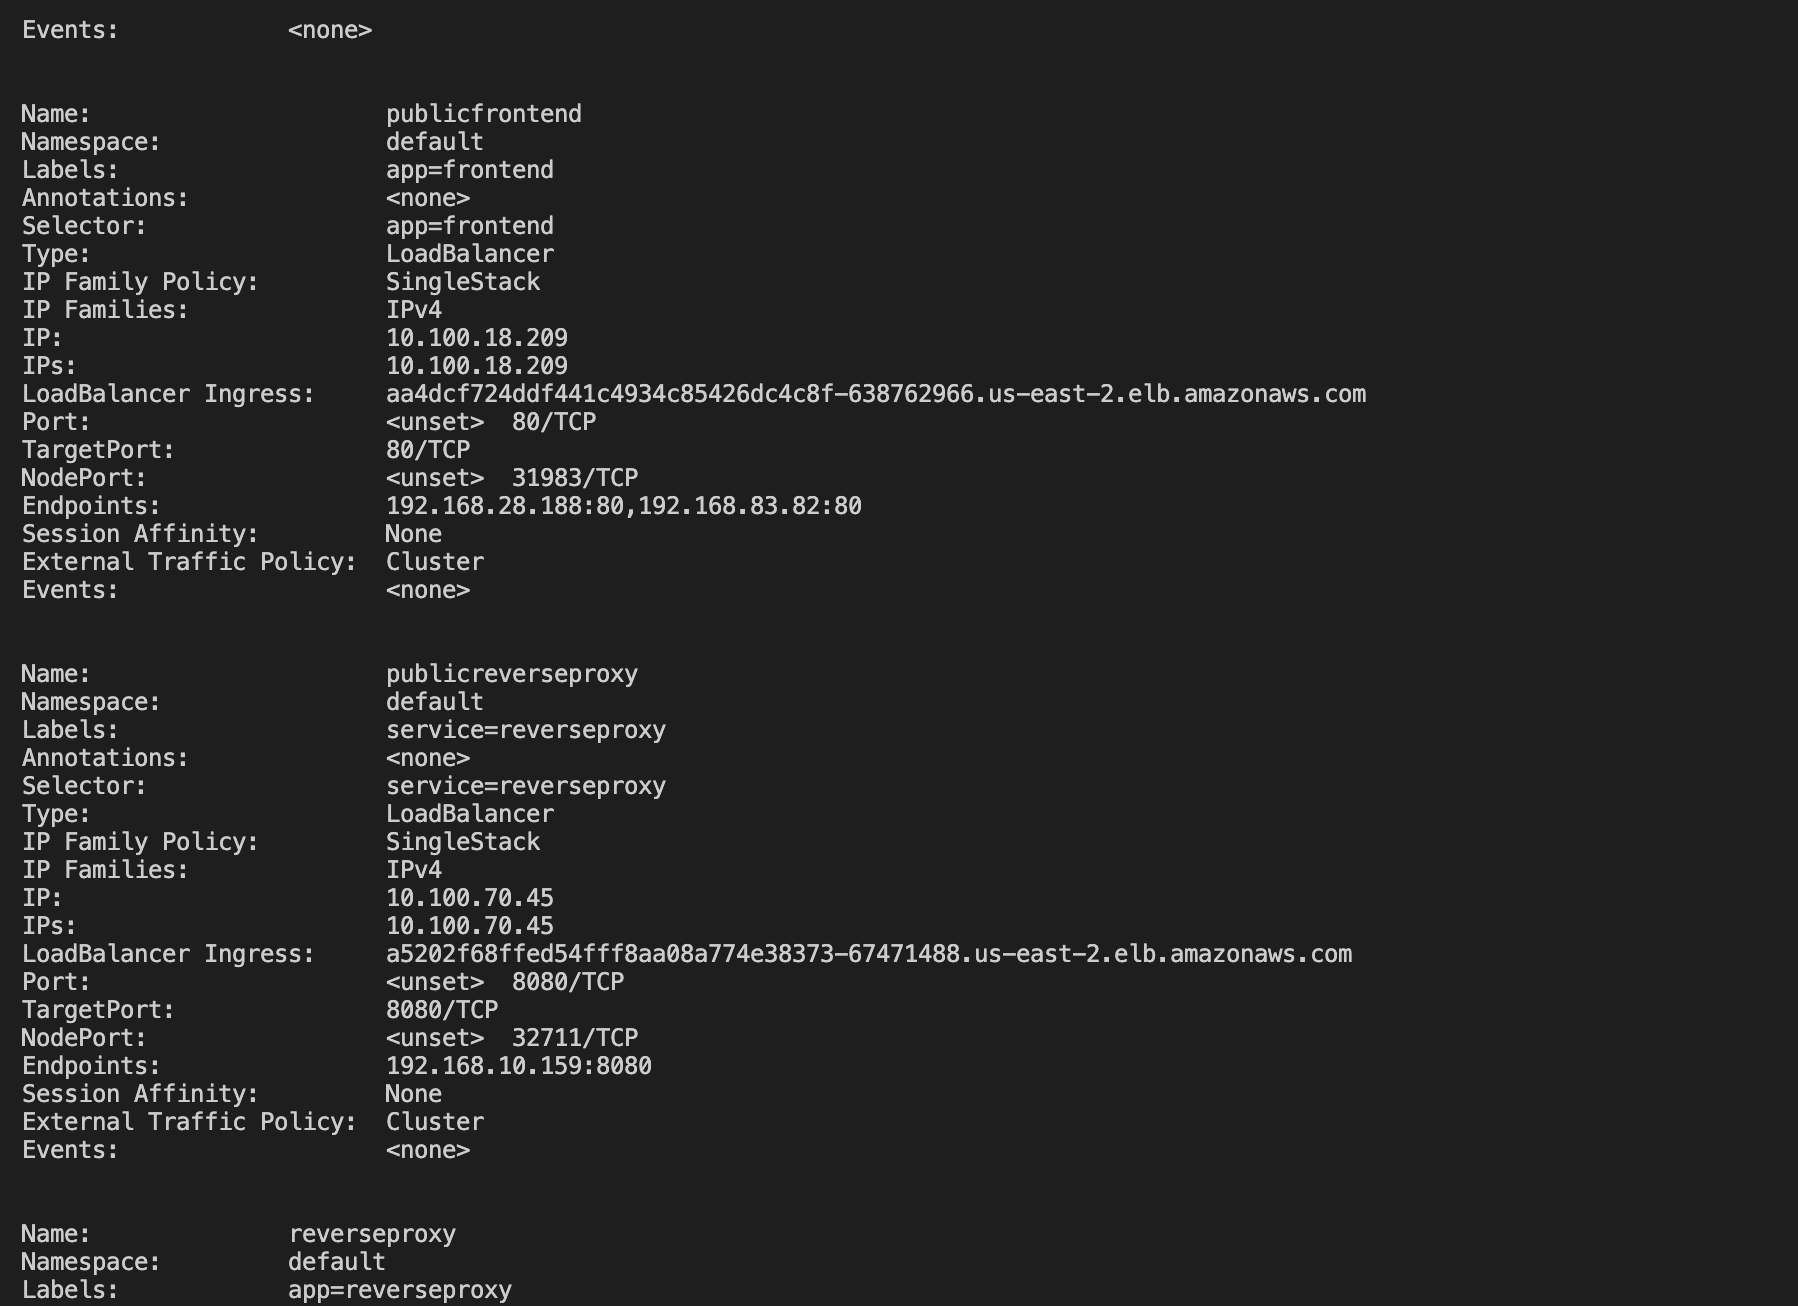 Events:            <none>
Name:                     publicfrontend
Namespace:                default
Labels:                   app=frontend
Annotations:              <none>
Selector:                 app=frontend
Type:                     LoadBalancer
IP Family Policy:         SingleStack
IP Families:              IPv4
IP:                       10.100.18.209
IPs:                      10.100.18.209
LoadBalancer Ingress:     aa4dcf724ddf441c4934c85426dc4c8f-638762966.us-east-2.elb.amazonaws.com
Port:                     <unset>  80/TCP
TargetPort:               80/TCP
NodePort:                 <unset>  31983/TCP
Endpoints:                192.168.28.188:80,192.168.83.82:80
Session Affinity:         None
External Traffic Policy:  Cluster
Events:                   <none>
Name:                     publicreverseproxy
Namespace:                default
Labels:                   service=reverseproxy
Annotations:              <none>
Selector:                 service=reverseproxy
Type:                     LoadBalancer
IP Family Policy:         SingleStack
IP Families:              IPv4
IP:                       10.100.70.45
IPs:                      10.100.70.45
LoadBalancer Ingress:     a5202f68ffed54fff8aa08a774e38373-67471488.us-east-2.elb.amazonaws.com
Port:                     <unset>  8080/TCP
TargetPort:               8080/TCP
NodePort:                 <unset>  32711/TCP
Endpoints:                192.168.10.159:8080
Session Affinity:         None
External Traffic Policy:  Cluster
Events:                   <none>
Name:              reverseproxy
Namespace:         default
Labels:            app=reverseproxy